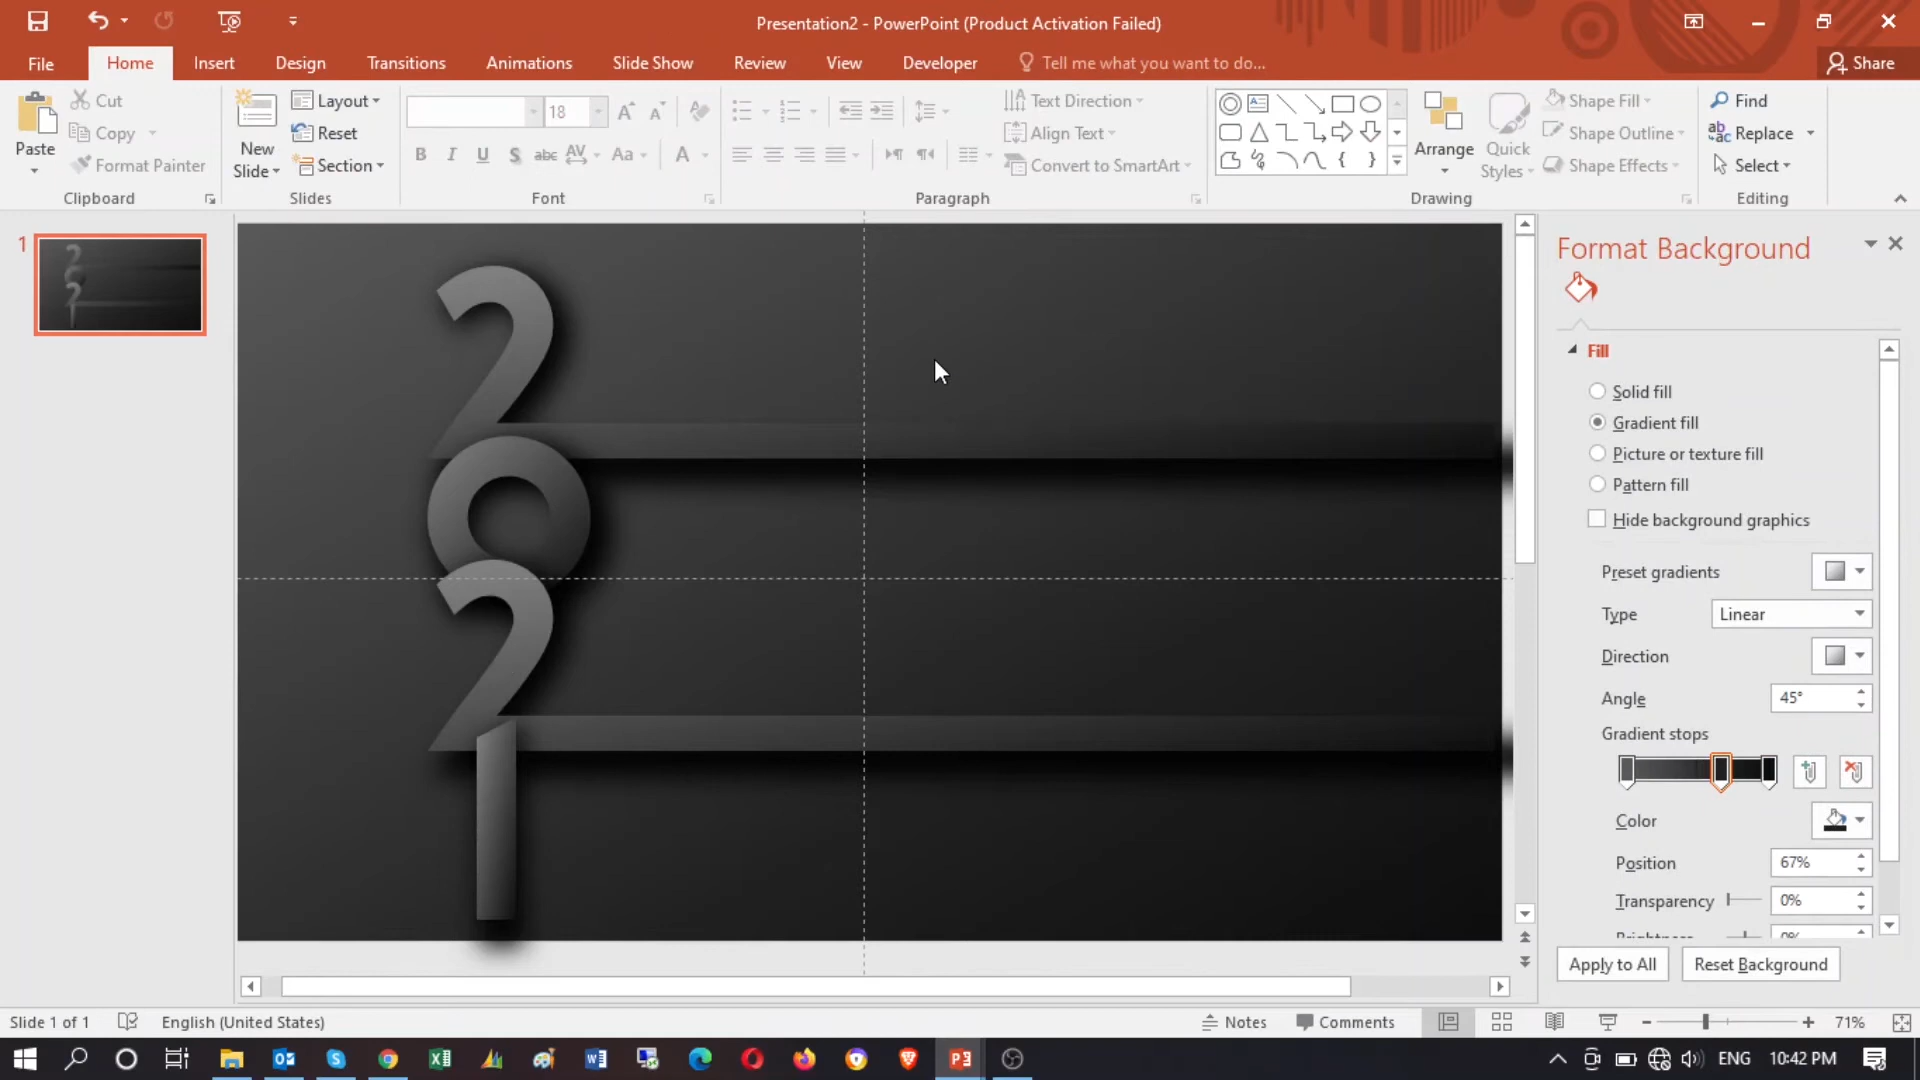 Presentation2 - PowerPoint (Product Activation Failed)
File
Home
Insert
Design
Transitions
Animations
Slide Show
Review
View
Developer
Tell me what you want to do...
Share
Paste
Cut
Copy
Format Painter
Clipboard
New
Slide
Layout
Reset
Section
Slides
18
B I U S abc AV Aa A
Font
Text Direction
Align Text
Convert to SmartArt
Paragraph
Arrange
Quick
Styles
Shape Fill
Shape Outline
Shape Effects
Drawing
Find
Replace
Select
Editing
1
2
0
2
1
Format Background
Fill
Solid fill
Gradient fill
Picture or texture fill
Pattern fill
Hide background graphics
Preset gradients
Type
Linear
Direction
Angle
45°
Gradient stops
Color
Position
67%
Transparency
0%
Brightness
0%
Apply to All
Reset Background
Slide 1 of 1
English (United States)
Notes
Comments
71%
ENG
10:42 PM